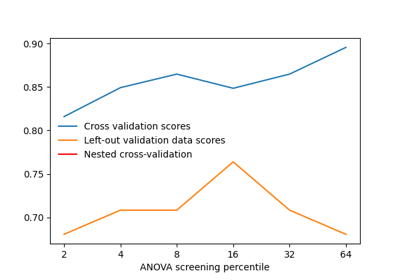 0.90
0.85
0.80
0.75
0.70
Cross validation scores
Left-out validation data scores
Nested cross-validation
2 4 8 16 32 64
ANOVA screening percentile